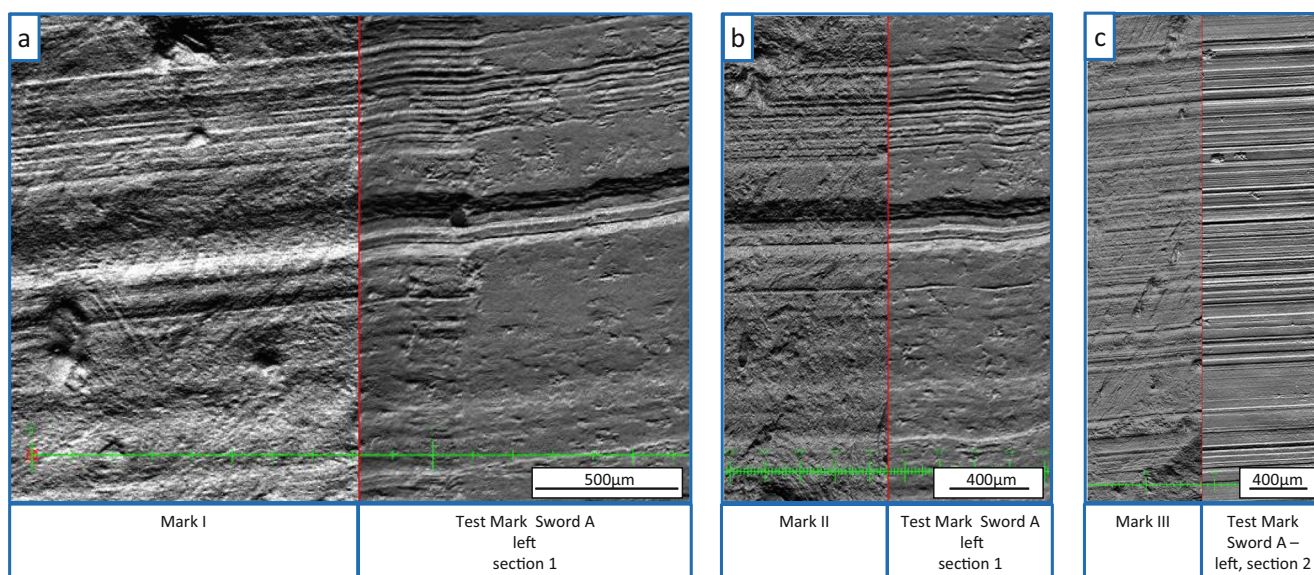 a
b
c
500µm
400µm
400µm
Mark I
Test Mark Sword A
left
section 1
Mark II
Test Mark Sword A
left
section 1
Mark III
Test Mark
Sword A –
left, section 2